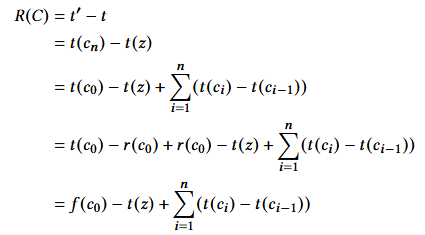 R(C) = t′ − t
= t(cₙ) − t(z)
= t(c₀) − t(z) + ∑ᵢ₌₁ⁿ (t(cᵢ) − t(cᵢ₋₁))
= t(c₀) − r(c₀) + r(c₀) − t(z) + ∑ᵢ₌₁ⁿ (t(cᵢ) − t(cᵢ₋₁))
= f(c₀) − t(z) + ∑ᵢ₌₁ⁿ (t(cᵢ) − t(cᵢ₋₁))